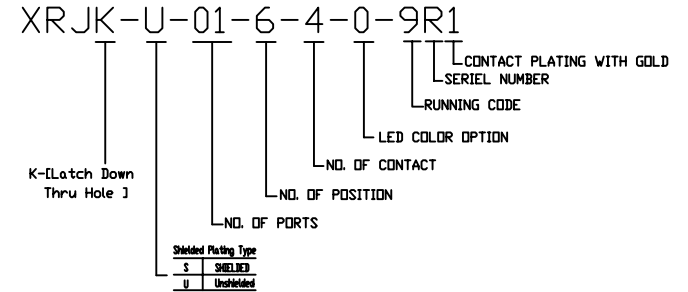 XRJK-U-01-6-4-0-9R1
CONTACT PLATING WITH GOLD
SERIEL NUMBER
RUNNING CODE
LED COLOR OPTION
NO. OF CONTACT
K-[Latch Down
Thru Hole ]
NO. OF POSITION
NO. OF PORTS
Shielded Plating Type
S SHIELDED
U Unshielded